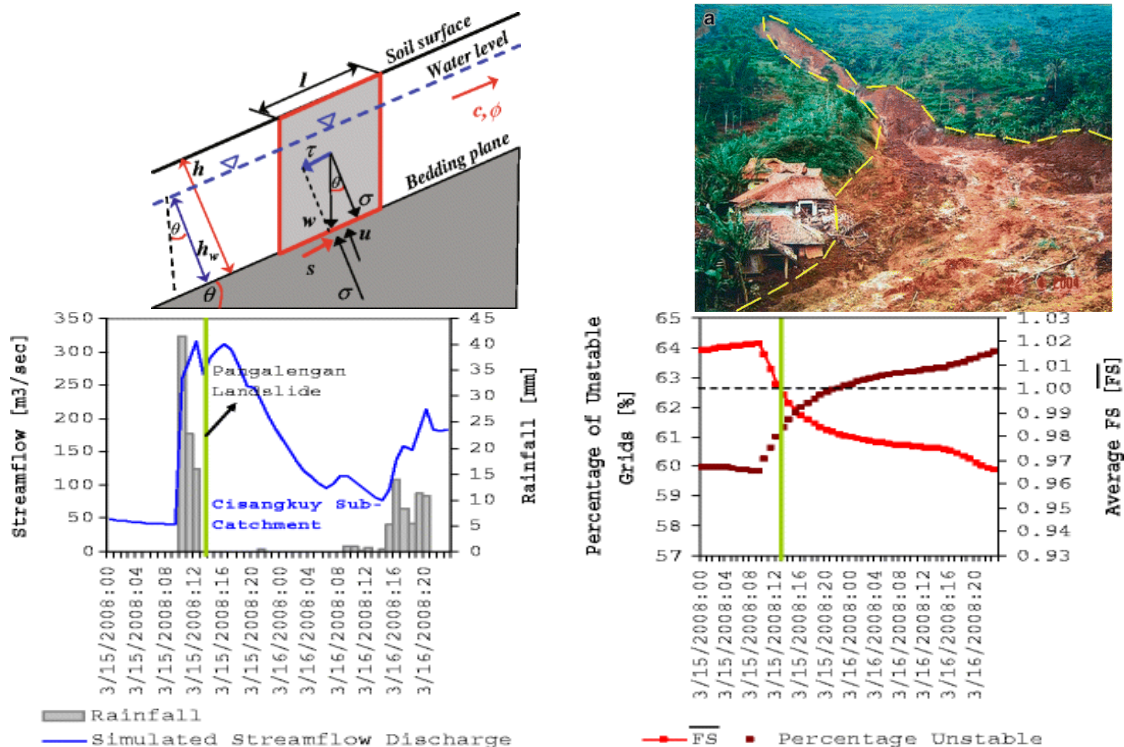 Soil surface
l
Water level
c, ϕ
h
τ
θ
Bedding plane
θ
σ
w
h_w
u
s
θ
σ
a
2004
350
300
250
200
150
100
50
0
Streamflow [m3/sec]
45
40
35
30
25
20
15
10
5
0
Rainfall [mm]
Pangalengan
Landslide
Cisangkuy Sub-
Catchment
3/15/2008:00
3/15/2008:04
3/15/2008:08
3/15/2008:12
3/15/2008:16
3/15/2008:20
3/16/2008:00
3/16/2008:04
3/16/2008:08
3/16/2008:12
3/16/2008:16
3/16/2008:20
Rainfall
Simulated Streamflow Discharge
65
64
63
62
61
60
59
58
57
Percentage of Unstable
Grids [%]
1.03
1.02
1.01
1.00
0.99
0.98
0.97
0.96
0.95
0.94
0.93
Average FS [FS]
1.00
3/15/2008:00
3/15/2008:04
3/15/2008:08
3/15/2008:12
3/15/2008:16
3/15/2008:20
3/16/2008:00
3/16/2008:04
3/16/2008:08
3/16/2008:12
3/16/2008:16
3/16/2008:20
FS
Percentage Unstable